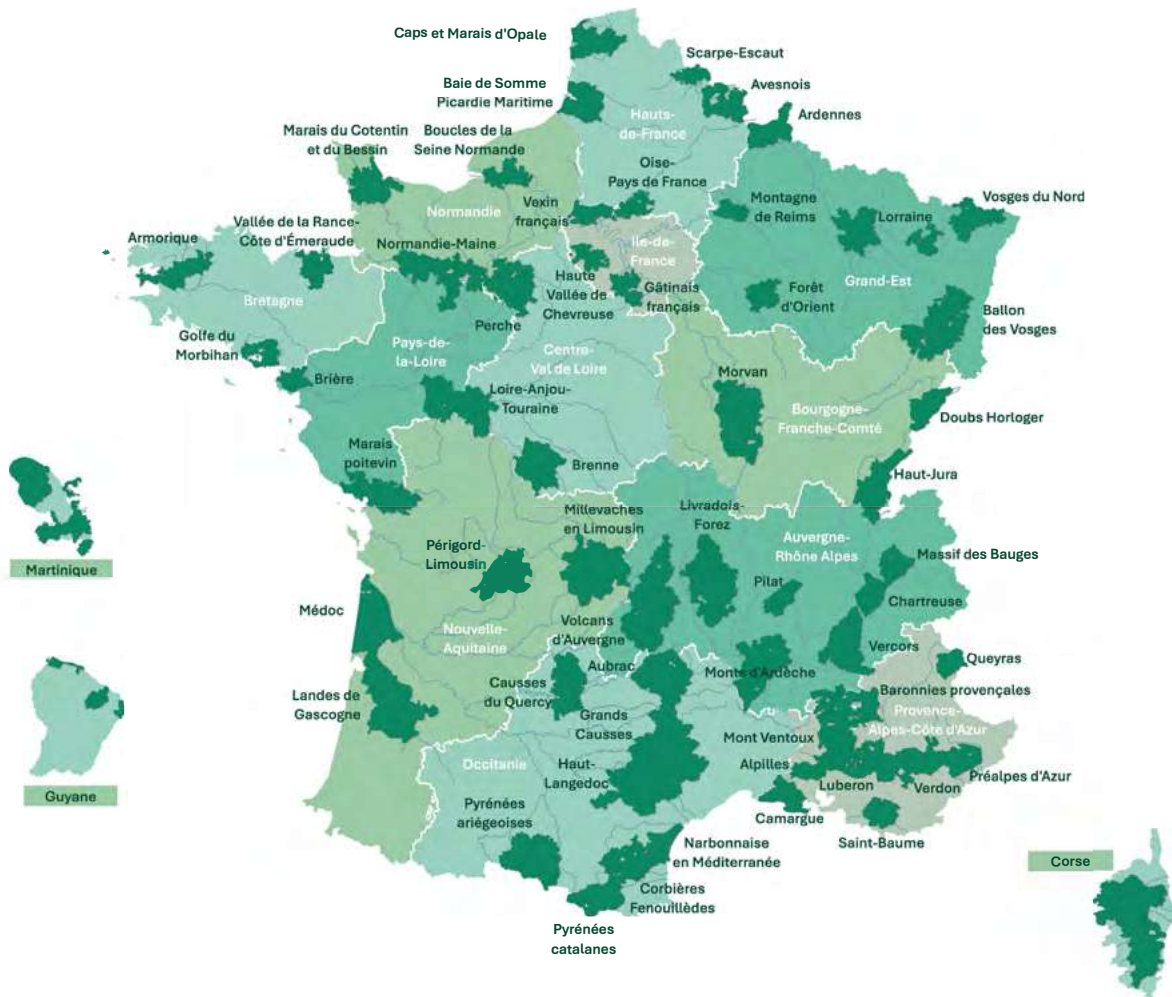 Caps et Marais d'Opale
Scarpe-Escaut
Baie de Somme
Picardie Maritime
Avesnois
Ardennes
Hauts-
de-France
Marais du Cotentin
et du Bessin
Boucles de la
Seine Normande
Oise-
Pays de France
Vexin
français
Normandie
Montagne
de Reims
Lorraine
Vosges du Nord
Armorique
Vallée de la Rance-
Côte d'Émeraude
Normandie-Maine
Ile-de-
France
Haute
Vallée de
Chevreuse
Gâtinais
français
Forêt
d'Orient
Grand-Est
Ballon
des Vosges
Bretagne
Perche
Golfe du
Morbihan
Pays-de-
la-Loire
Centre-
Val de Loire
Brière
Loire-Anjou-
Touraine
Morvan
Bourgogne-
Franche-Comté
Doubs Horloger
Marais
poitevin
Brenne
Haut-Jura
Millevaches
en Limousin
Livradois-
Forez
Auvergne-
Rhône Alpes
Périgord-
Limousin
Massif des Bauges
Pilat
Chartreuse
Martinique
Médoc
Nouvelle-
Aquitaine
Volcans
d'Auvergne
Vercors
Aubrac
Monts d'Ardèche
Queyras
Causses
du Quercy
Baronnies provençales
Landes de
Gascogne
Grands
Causses
Provence-
Alpes-Côte d'Azur
Mont Ventoux
Occitanie
Haut-
Langedoc
Alpilles
Luberon
Verdon
Préalpes d'Azur
Guyane
Pyrénées
ariégeoises
Camargue
Saint-Baume
Narbonnaise
en Méditerranée
Corse
Corbières
Fenouillèdes
Pyrénées
catalanes